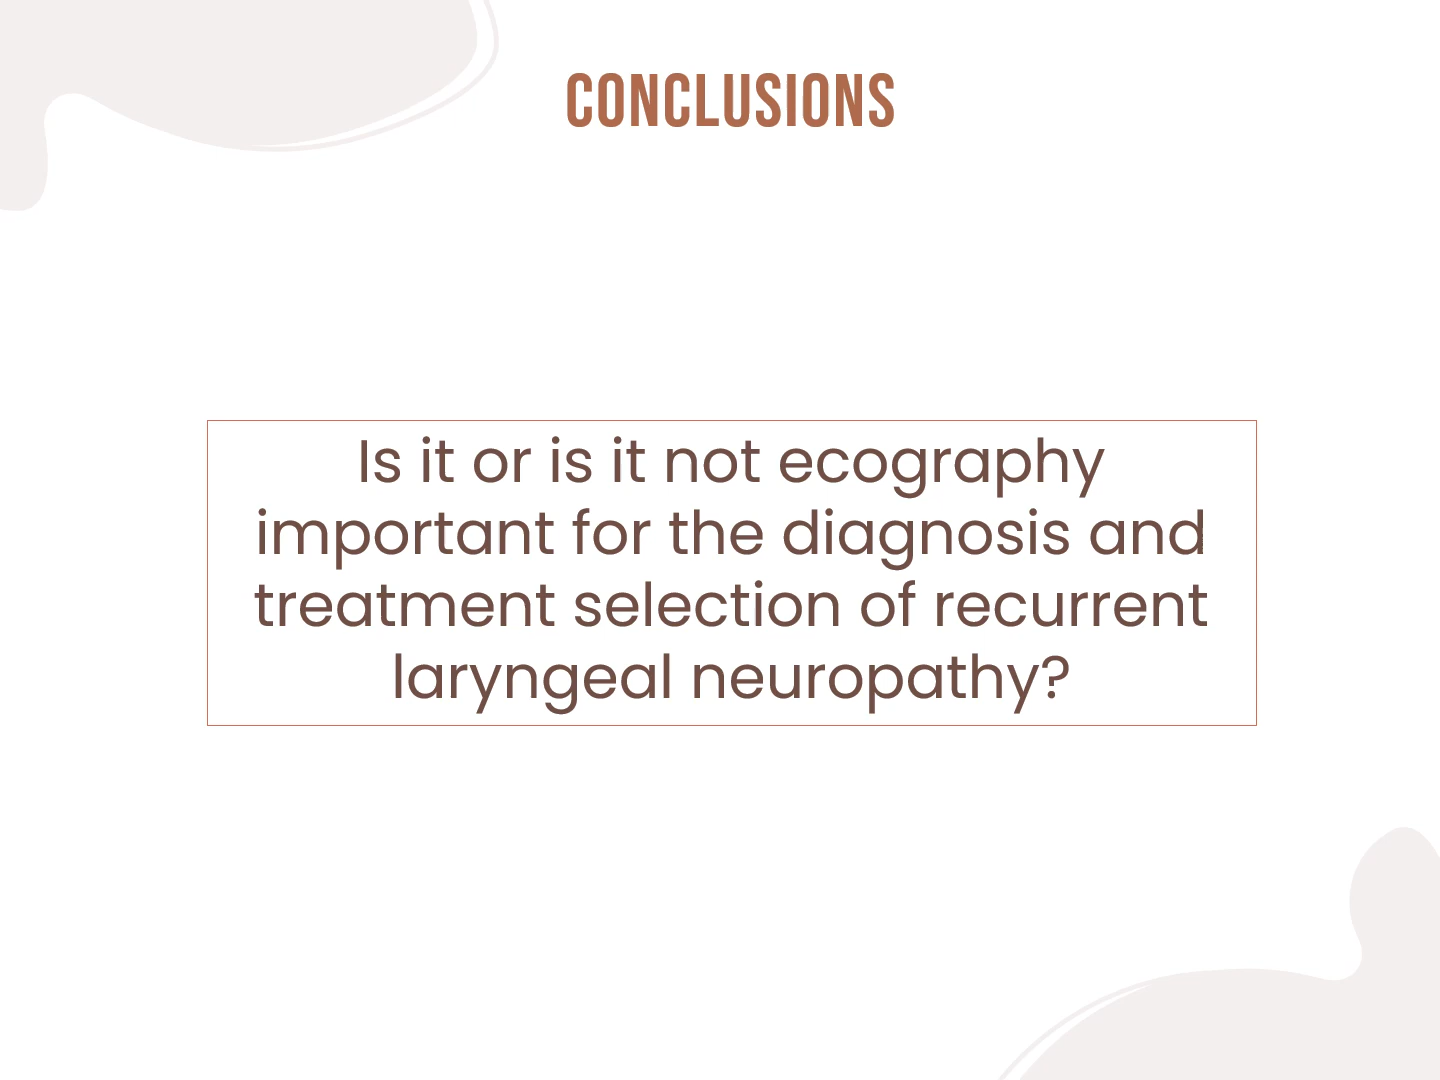 CONCLUSIONS
Is it or is it not ecography
important for the diagnosis and
treatment selection of recurrent
laryngeal neuropathy?